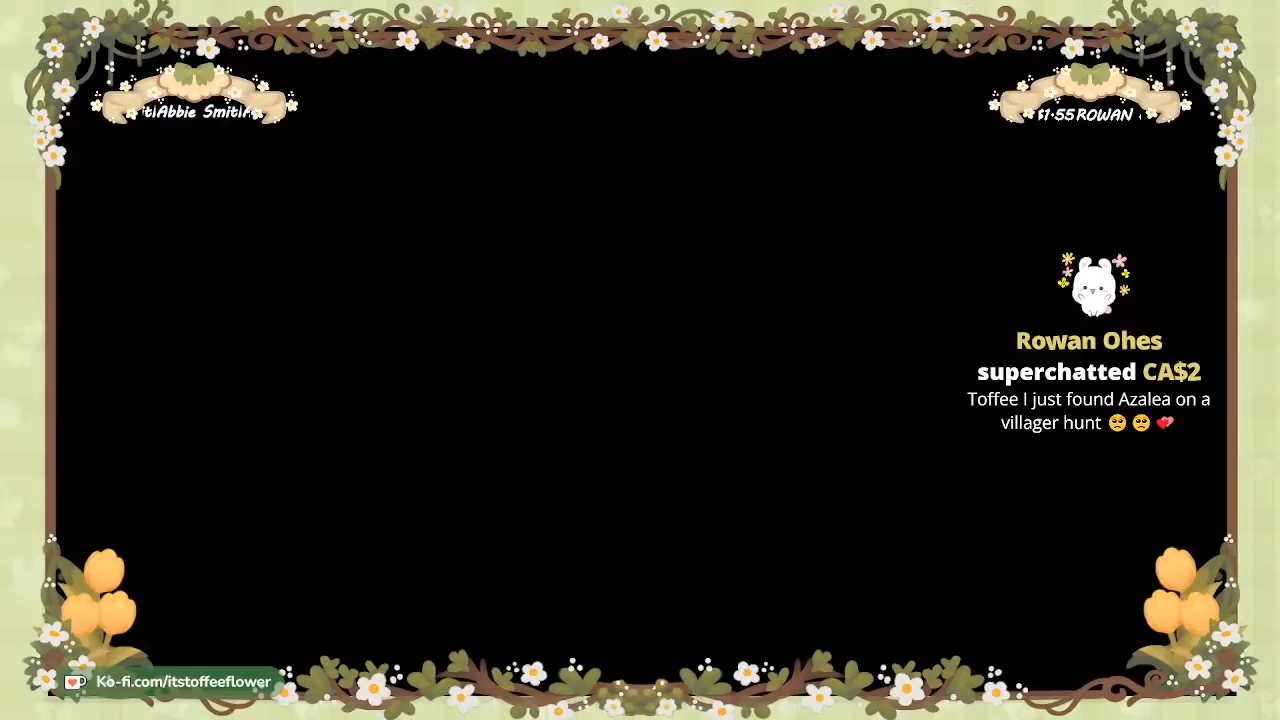 Abbie Smith
$1.55 ROWAN
Rowan Ohes
superchatted CA$2
Toffee I just found Azalea on a
villager hunt 🥺 🥺 💕
Ko-fi.com/itstoffeeflower